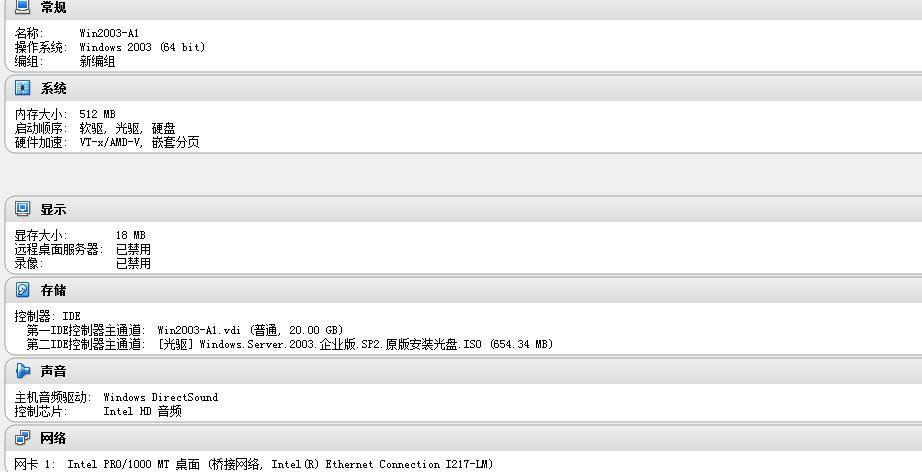 常规
名称: Win2003-A1
操作系统: Windows 2003 (64 bit)
编组: 新编组
系统
内存大小: 512 MB
启动顺序: 软驱, 光驱, 硬盘
硬件加速: VT-x/AMD-V, 嵌套分页
显示
显存大小: 18 MB
远程桌面服务器: 已禁用
录像: 已禁用
存储
控制器: IDE
第一IDE控制器主通道: Win2003-A1.vdi (普通, 20.00 GB)
第二IDE控制器主通道: [光驱] Windows.Server.2003.企业版.SP2.原版安装光盘.ISO (654.34 MB)
声音
主机音频驱动: Windows DirectSound
控制芯片: Intel HD 音频
网络
网卡 1: Intel PRO/1000 MT 桌面 (桥接网络, Intel(R) Ethernet Connection I217-LM)